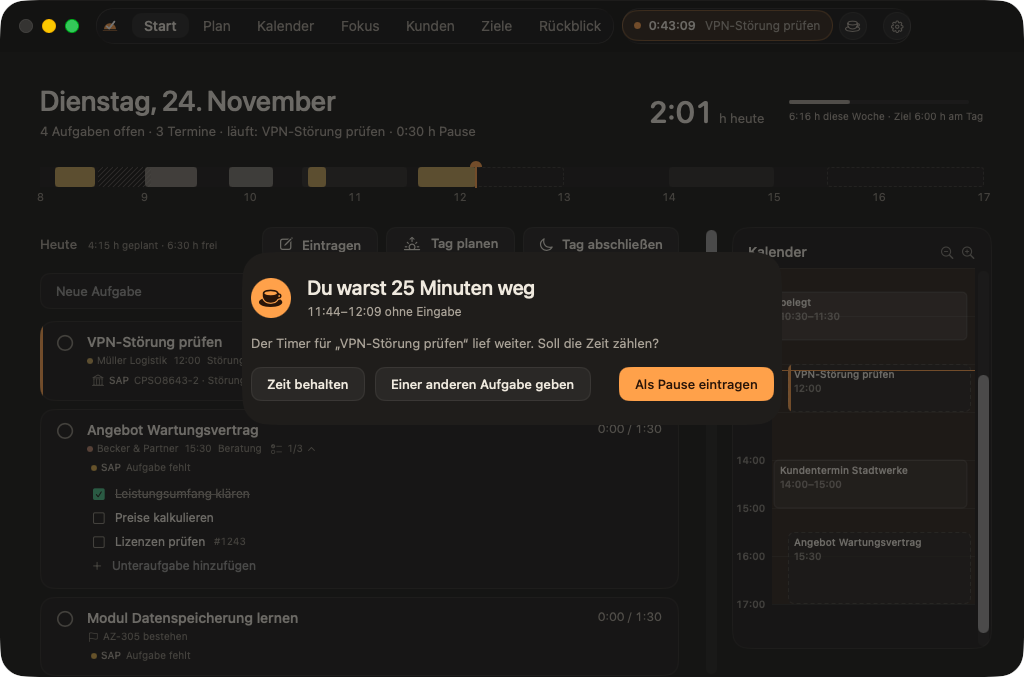 Start Plan Kalender Fokus Kunden Ziele Rückblick 0:43:09 VPN-Störung prüfen
Dienstag, 24. November
4 Aufgaben offen · 3 Termine · läuft: VPN-Störung prüfen · 0:30 h Pause
2:01 h heute
6:16 h diese Woche · Ziel 6:00 h am Tag
8 9 10 11 12 13 14 15 16 17
Heute 4:15 h geplant · 6:30 h frei
Eintragen
Tag planen
Tag abschließen
Neue Aufgabe
Du warst 25 Minuten weg
11:44–12:09 ohne Eingabe
Der Timer für „VPN-Störung prüfen“ lief weiter. Soll die Zeit zählen?
Zeit behalten
Einer anderen Aufgabe geben
Als Pause eintragen
VPN-Störung prüfen
Müller Logistik 12:00
SAP CPSO8643-2
Angebot Wartungsvertrag 0:00 / 1:30
Becker & Partner 15:30 Beratung 1/3
SAP Aufgabe fehlt
Leistungsumfang klären
Preise kalkulieren
Lizenzen prüfen #1243
+ Unteraufgabe hinzufügen
Modul Datenspeicherung lernen 0:00 / 1:30
AZ-305 bestehen
SAP Aufgabe fehlt
Kalender
belegt
10:30–11:30
VPN-Störung prüfen
12:00
14:00
Kundentermin Stadtwerke
14:00–15:00
15:00
Angebot Wartungsvertrag
15:30
16:00
17:00